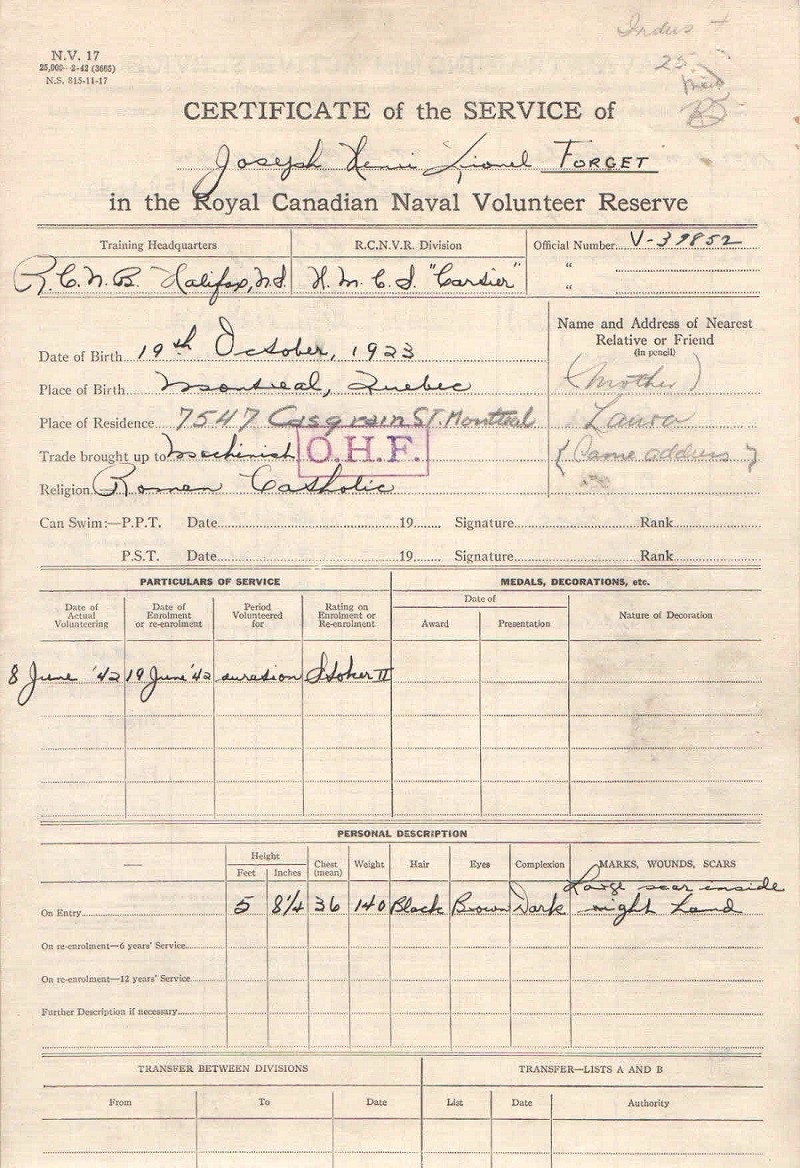 Indus +
N.V. 17
25,000-2-42 (3665)
N.S. 815-11-17
25
CERTIFICATE of the SERVICE of
Joseph Henri Lionel FORGET
in the Royal Canadian Naval Volunteer Reserve
Training Headquarters R.C.N.V.R. Division Official Number V-39852
R.C.N.B. Halifax, N.S. H.M.C.S. "Cartier" "
"
Name and Address of Nearest
Relative or Friend
(In pencil)
Date of Birth 19th October, 1923
Place of Birth Montreal, Quebec (Mother)
Place of Residence 7547 Casgrain ST. Montreal Laura
Trade brought up to Machinist O.H.F. {Same address}
Religion Roman Catholic
Can Swim:—P.P.T. Date 19 Signature Rank
P.S.T. Date 19 Signature Rank
PARTICULARS OF SERVICE MEDALS, DECORATIONS, etc.
Date of Actual Volunteering Date of Enrolment or re-enrolment Period Volunteered for Rating on Enrolment or Re-enrolment Date of Nature of Decoration
Award Presentation
8 June '42 19 June '42 duration Stoker II
PERSONAL DESCRIPTION
— Height Chest (mean) Weight Hair Eyes Complexion MARKS, WOUNDS, SCARS
Feet Inches
Large scar inside
On Entry 5 8¼ 36 140 Black Brown Dark right hand
On re-enrolment—6 years' Service
On re-enrolment—12 years' Service
Further Description if necessary
TRANSFER BETWEEN DIVISIONS TRANSFER—LISTS A AND B
From To Date List Date Authority